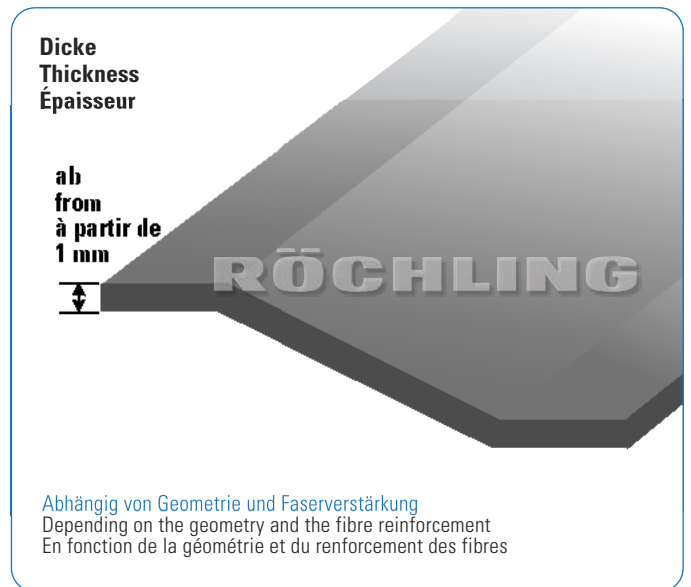 Dicke
Thickness
Épaisseur
ab
from
à partir de
1 mm
RÖCHLING
Abhängig von Geometrie und Faserverstärkung
Depending on the geometry and the fibre reinforcement
En fonction de la géométrie et du renforcement des fibres